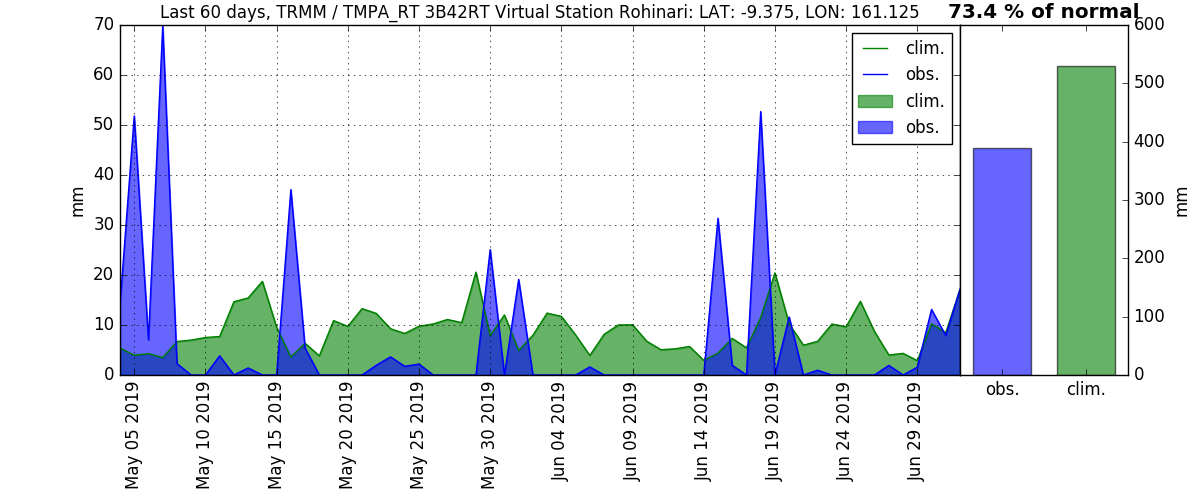 Last 60 days, TRMM / TMPA_RT 3B42RT Virtual Station Rohinari: LAT: -9.375, LON: 161.125
73.4 % of normal
70
60
50
40
30
20
10
0
mm
clim.
obs.
clim.
obs.
May 05 2019
May 10 2019
May 15 2019
May 20 2019
May 25 2019
May 30 2019
Jun 04 2019
Jun 09 2019
Jun 14 2019
Jun 19 2019
Jun 24 2019
Jun 29 2019
600
500
400
300
200
100
0
mm
obs.
clim.